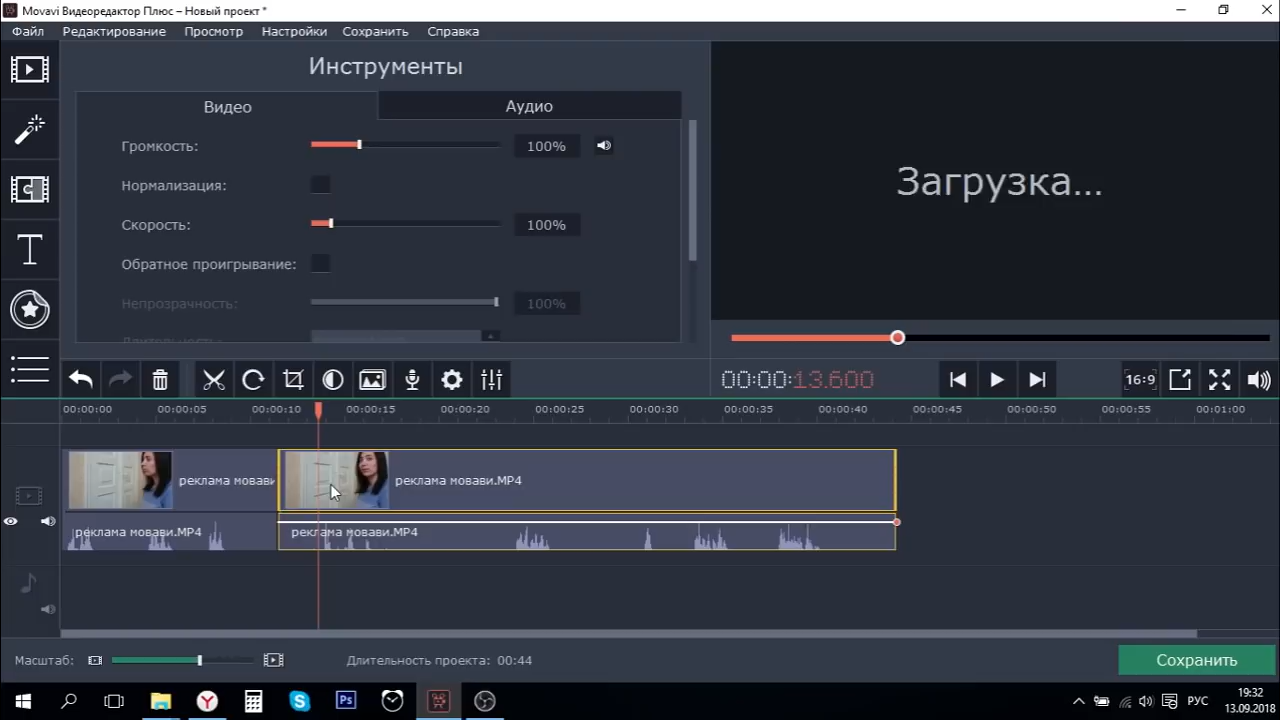 Movavi Видеоредактор Плюс – Новый проект *
Файл Редактирование Просмотр Настройки Сохранить Справка
Инструменты
Видео Аудио
Громкость: 100%
Нормализация:
Скорость: 100%
Обратное проигрывание:
Непрозрачность: 100%
Длительность:
Загрузка...
00:00:13.600
16:9
00:00:00 00:00:05 00:00:10 00:00:15 00:00:20 00:00:25 00:00:30 00:00:35 00:00:40 00:00:45 00:00:50 00:00:55 00:01:00
реклама мовави реклама мовави.MP4
реклама мовави.MP4 реклама мовави.MP4
Масштаб: Длительность проекта: 00:44 Сохранить
Ps РУС 19:32
13.09.2018